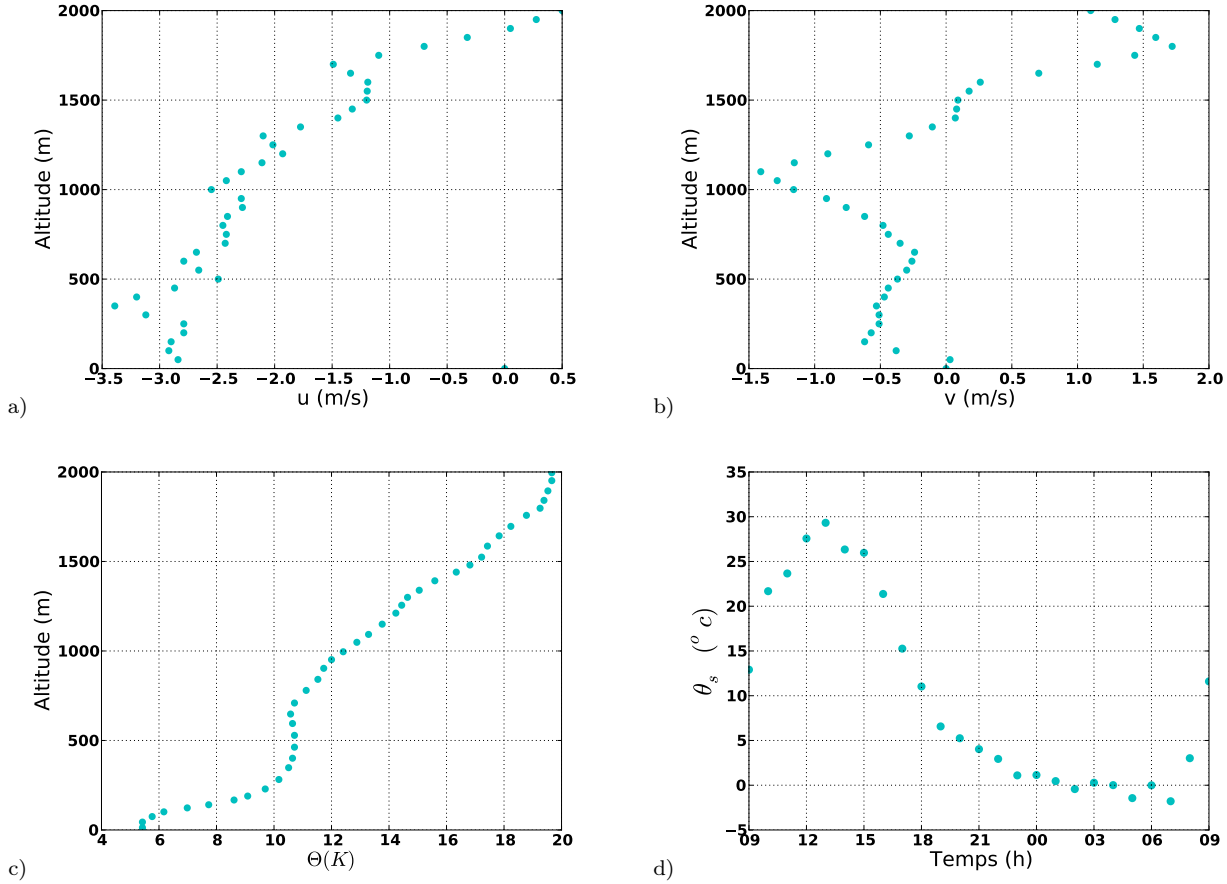 2000
1500
1000
500
0
Altitude (m)
−3.5 −3.0 −2.5 −2.0 −1.5 −1.0 −0.5 0.0 0.5
u (m/s)
a)
2000
1500
1000
500
0
Altitude (m)
−1.5 −1.0 −0.5 0.0 0.5 1.0 1.5 2.0
v (m/s)
b)
2000
1500
1000
500
0
Altitude (m)
4 6 8 10 12 14 16 18 20
Θ(K)
c)
35
30
25
20
15
10
5
0
−5
θ_s (° c)
09 12 15 18 21 00 03 06 09
Temps (h)
d)